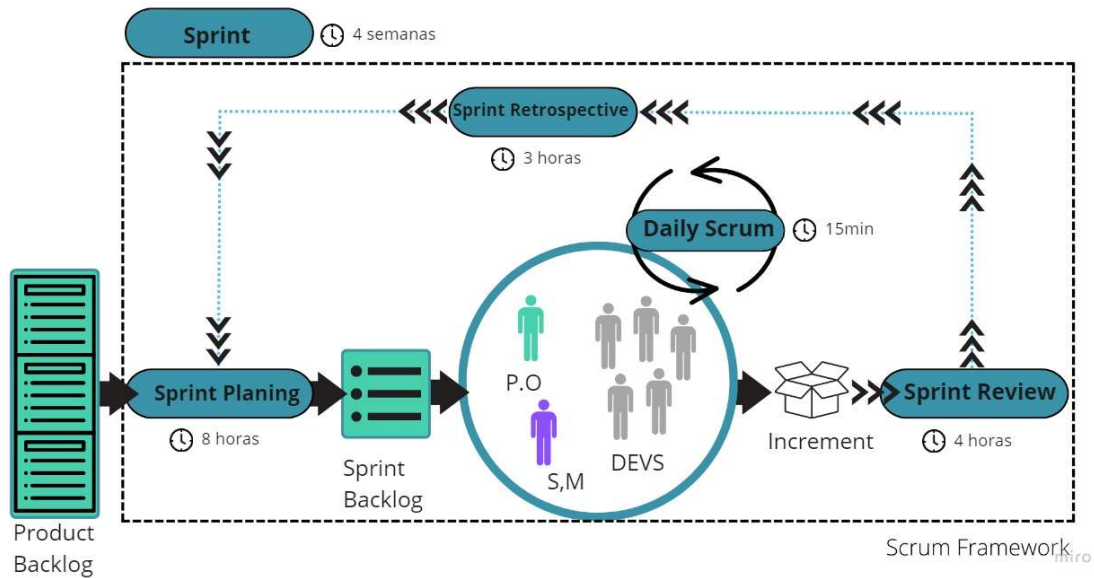 Sprint
4 semanas
Sprint Retrospective
3 horas
Daily Scrum
15min
P.O
S,M
DEVS
Sprint Planing
8 horas
Sprint
Backlog
Increment
Sprint Review
4 horas
Product
Backlog
Scrum Framework
miro